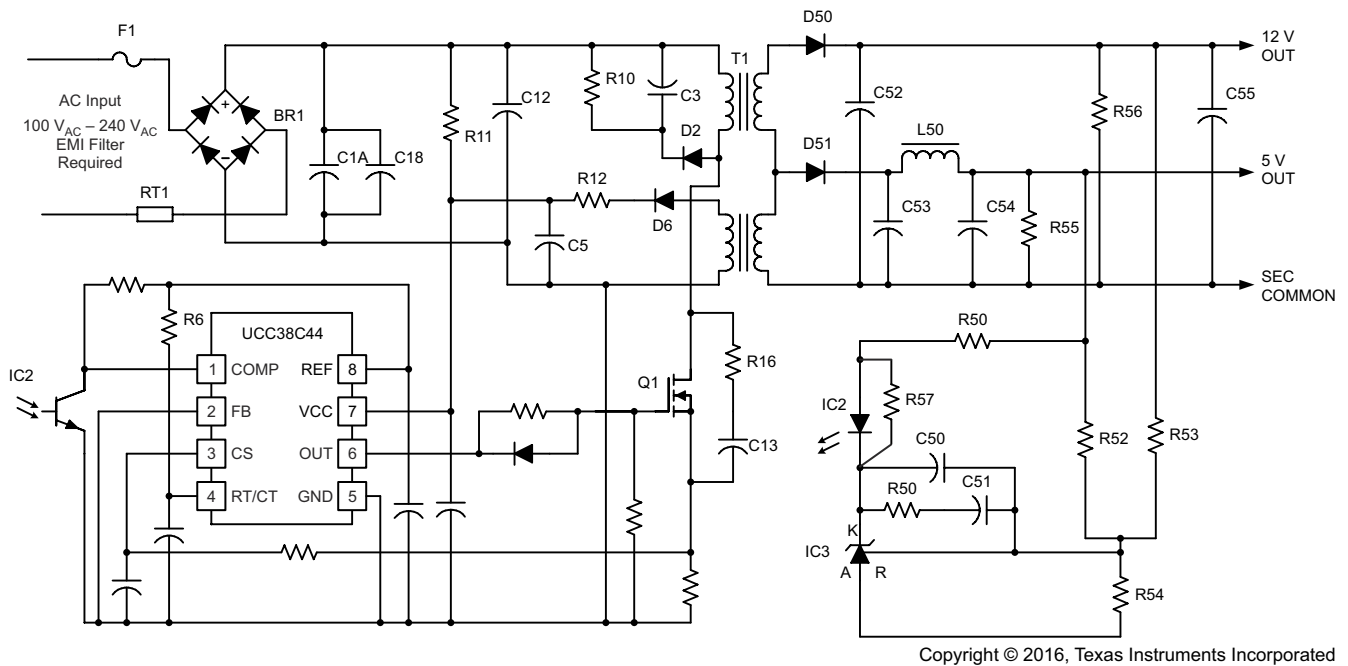 F1
AC Input
100 VAC – 240 VAC
EMI Filter
Required
BR1
RT1
C1A
C18
R11
C12
R10
C3
D2
T1
D50
12 V
OUT
C52
R56
C55
D51
L50
5 V
OUT
R12
D6
C5
C53
C54
R55
SEC
COMMON
R6
UCC38C44
1 COMP
REF 8
2 FB
VCC 7
3 CS
OUT 6
4 RT/CT
GND 5
IC2
Q1
R16
C13
R50
IC2
R57
C50
R52
R53
R50
C51
K
IC3
A
R
R54
Copyright © 2016, Texas Instruments Incorporated